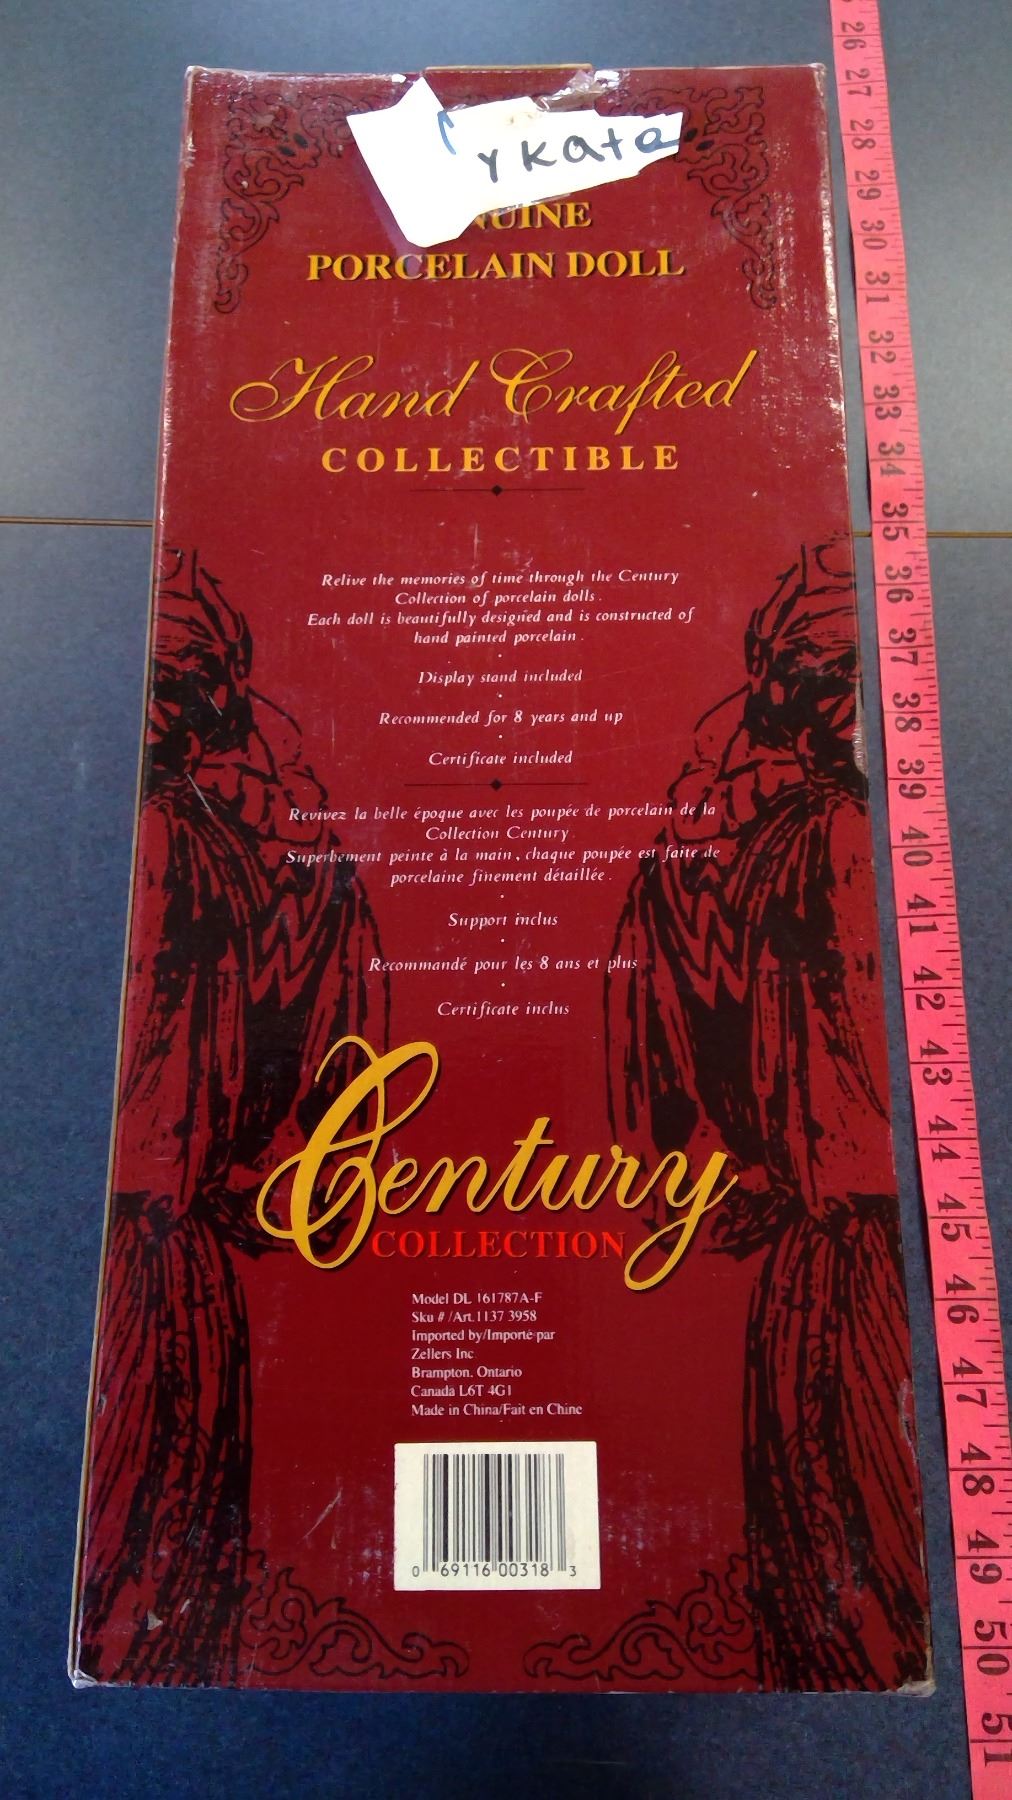 y Kate
NUINE
PORCELAIN DOLL
Hand Crafted
COLLECTIBLE
Relive the memories of time through the Century
Collection of porcelain dolls.
Each doll is beautifully designed and is constructed of
hand painted porcelain.
Display stand included
Recommended for 8 years and up
Certificate included
Revivez la belle époque avec les poupée de porcelain de la
Collection Century.
Superbement peinte à la main, chaque poupée est faite de
porcelaine finement détaillée.
Support inclus
Recommandé pour les 8 ans et plus
Certificate inclus
Century
COLLECTION
Model DL 161787A-F
Sku # /Art.1137 3958
Imported by/Importé par
Zellers Inc
Brampton. Ontario
Canada L6T 4G1
Made in China/Fait en Chine
0 69116 00318 3
26
27
28
29
30
31
32
33
34
35
36
37
38
39
40
41
42
43
44
45
46
47
48
49
50
51